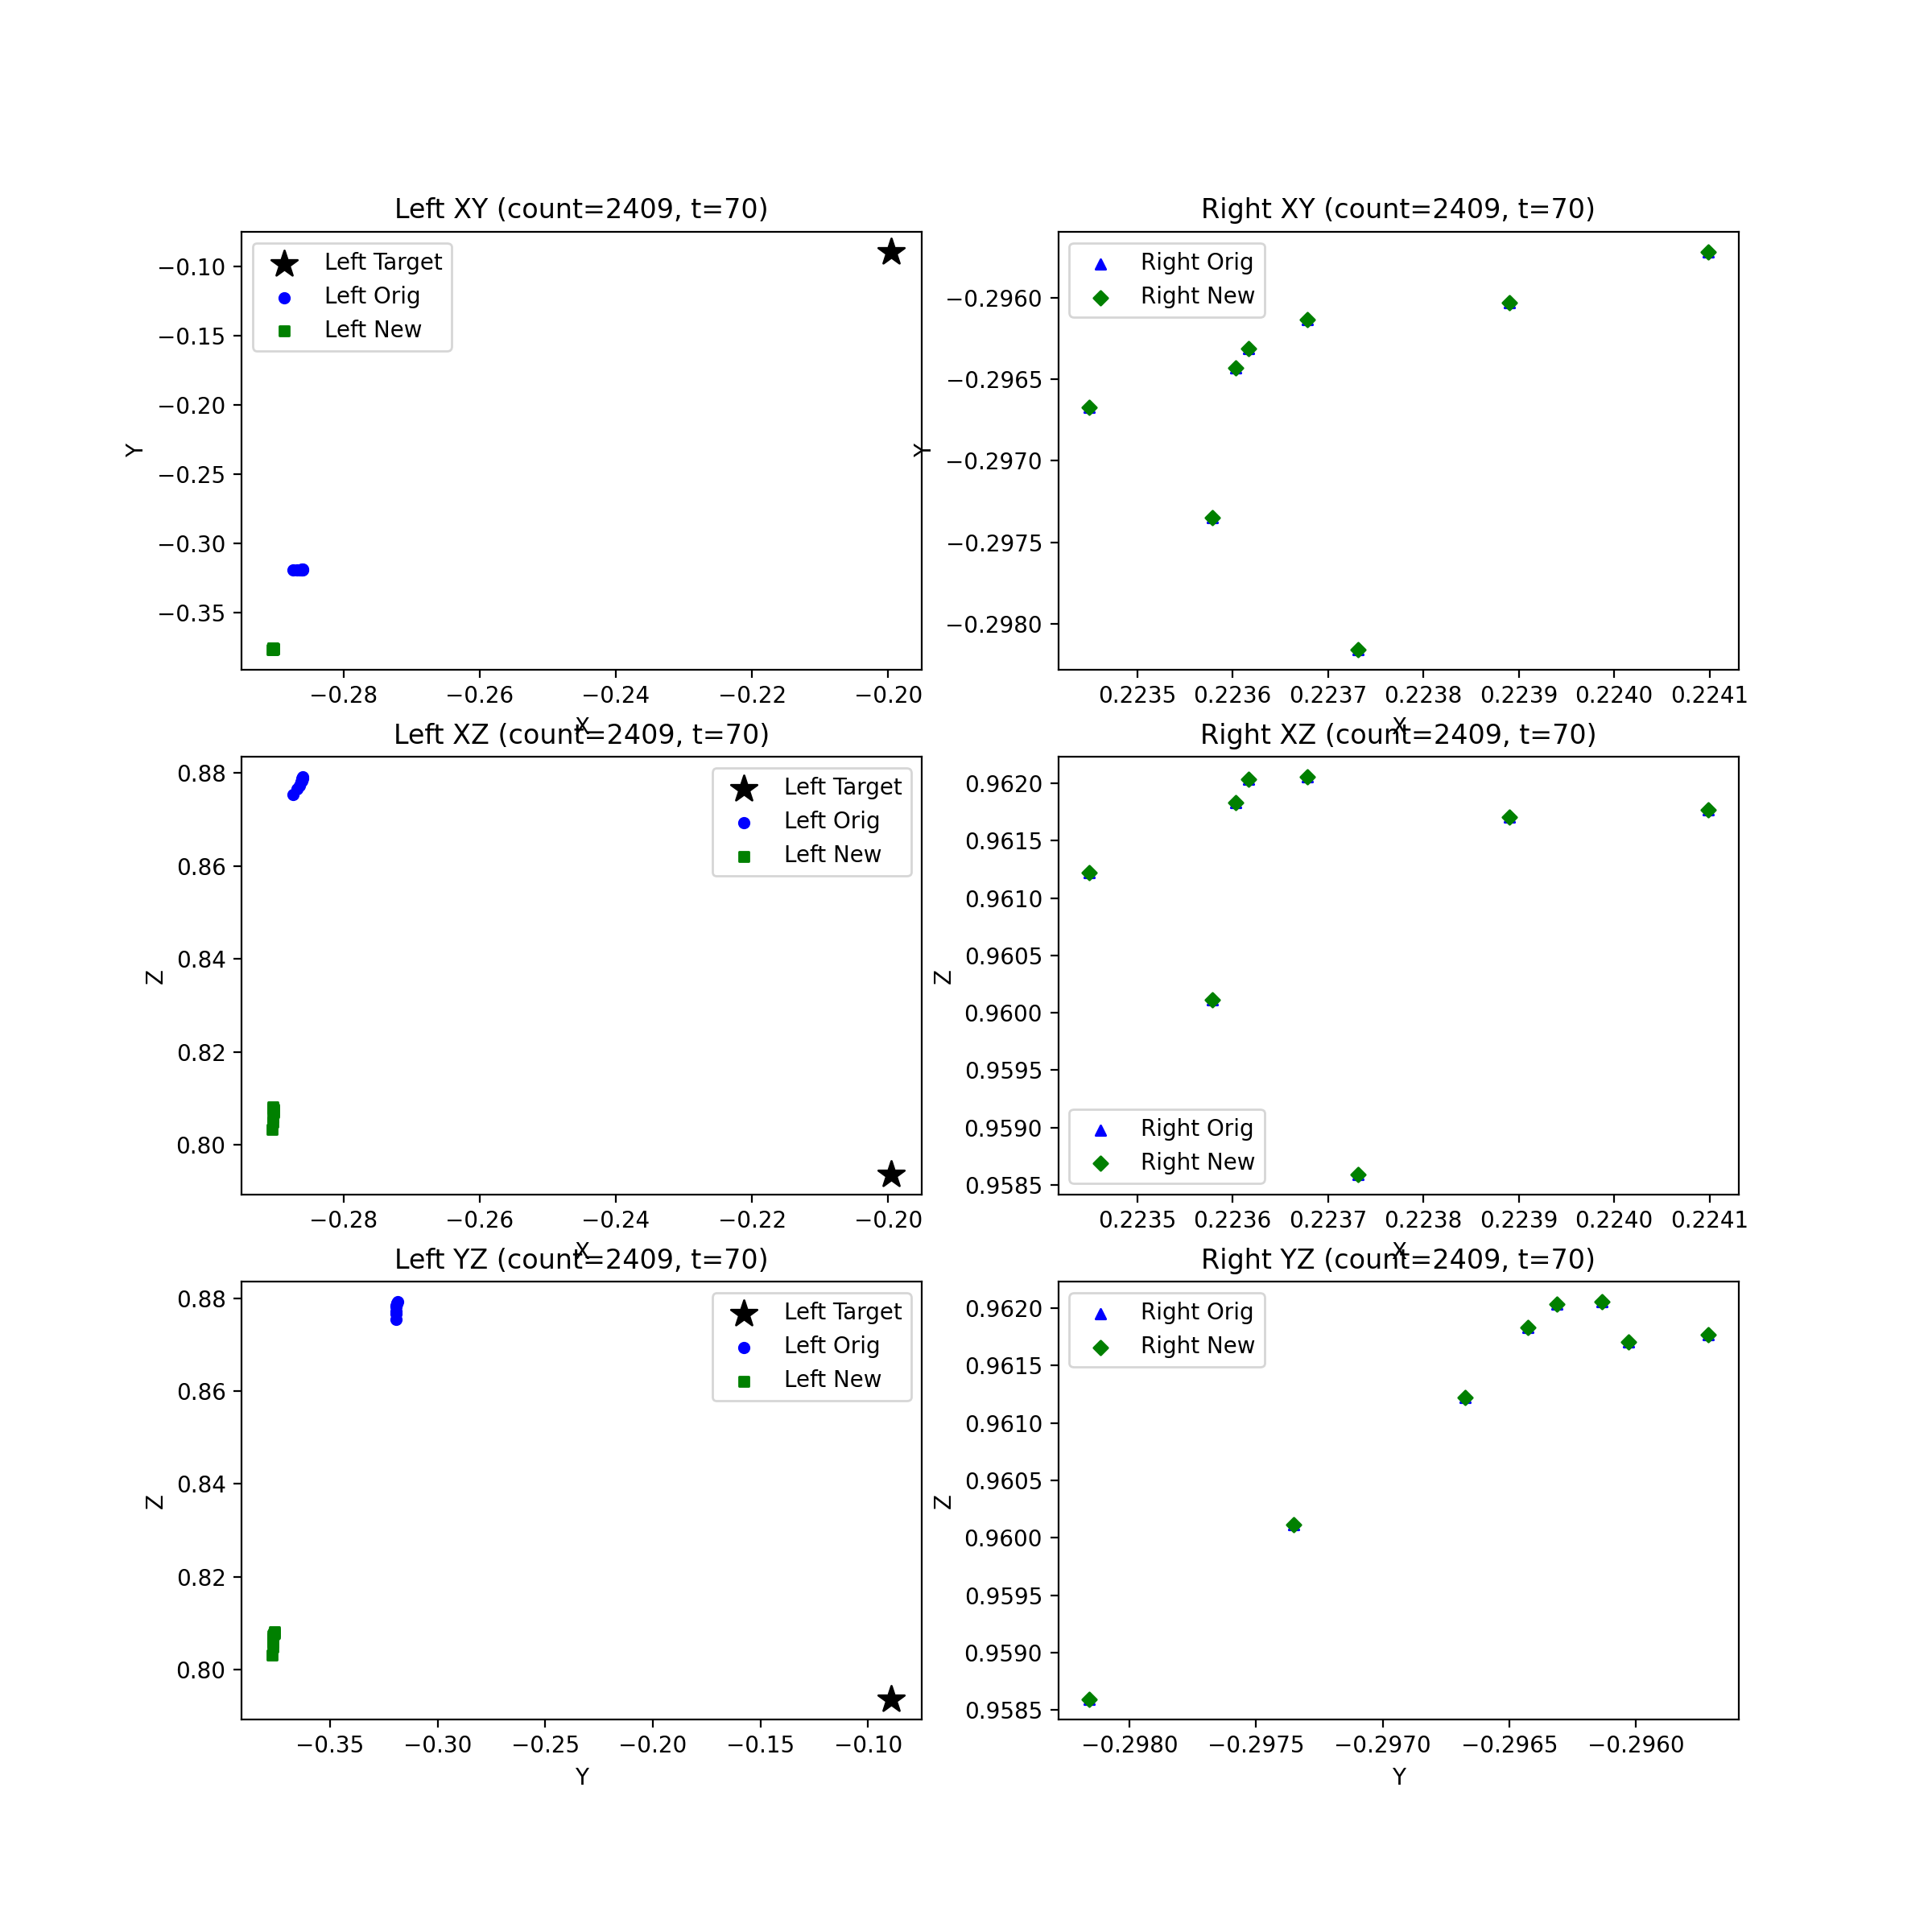 Left XY (count=2409, t=70)
Left Target
Left Orig
Left New
−0.10
−0.15
−0.20
−0.25
−0.30
−0.35
Y
−0.28
−0.26
−0.24
−0.22
−0.20
X
Right XY (count=2409, t=70)
Right Orig
Right New
−0.2960
−0.2965
−0.2970
−0.2975
−0.2980
Y
0.2235
0.2236
0.2237
0.2238
0.2239
0.2240
0.2241
X
Left XZ (count=2409, t=70)
Left Target
Left Orig
Left New
0.88
0.86
0.84
0.82
0.80
Z
−0.28
−0.26
−0.24
−0.22
−0.20
X
Right XZ (count=2409, t=70)
0.9620
0.9615
0.9610
0.9605
0.9600
0.9595
0.9590
0.9585
Z
Right Orig
Right New
0.2235
0.2236
0.2237
0.2238
0.2239
0.2240
0.2241
X
Left YZ (count=2409, t=70)
Left Target
Left Orig
Left New
0.88
0.86
0.84
0.82
0.80
Z
−0.35
−0.30
−0.25
−0.20
−0.15
−0.10
Y
Right YZ (count=2409, t=70)
Right Orig
Right New
0.9620
0.9615
0.9610
0.9605
0.9600
0.9595
0.9590
0.9585
Z
−0.2980
−0.2975
−0.2970
−0.2965
−0.2960
Y